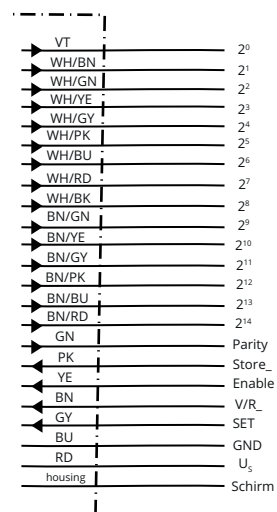 VT 2⁰
WH/BN 2¹
WH/GN 2²
WH/YE 2³
WH/GY 2⁴
WH/PK 2⁵
WH/BU 2⁶
WH/RD 2⁷
WH/BK 2⁸
BN/GN 2⁹
BN/YE 2¹⁰
BN/GY 2¹¹
BN/PK 2¹²
BN/BU 2¹³
BN/RD 2¹⁴
GN Parity
PK Store_
YE Enable
BN V/R_
GY SET
BU GND
RD Uₛ
housing Schirm